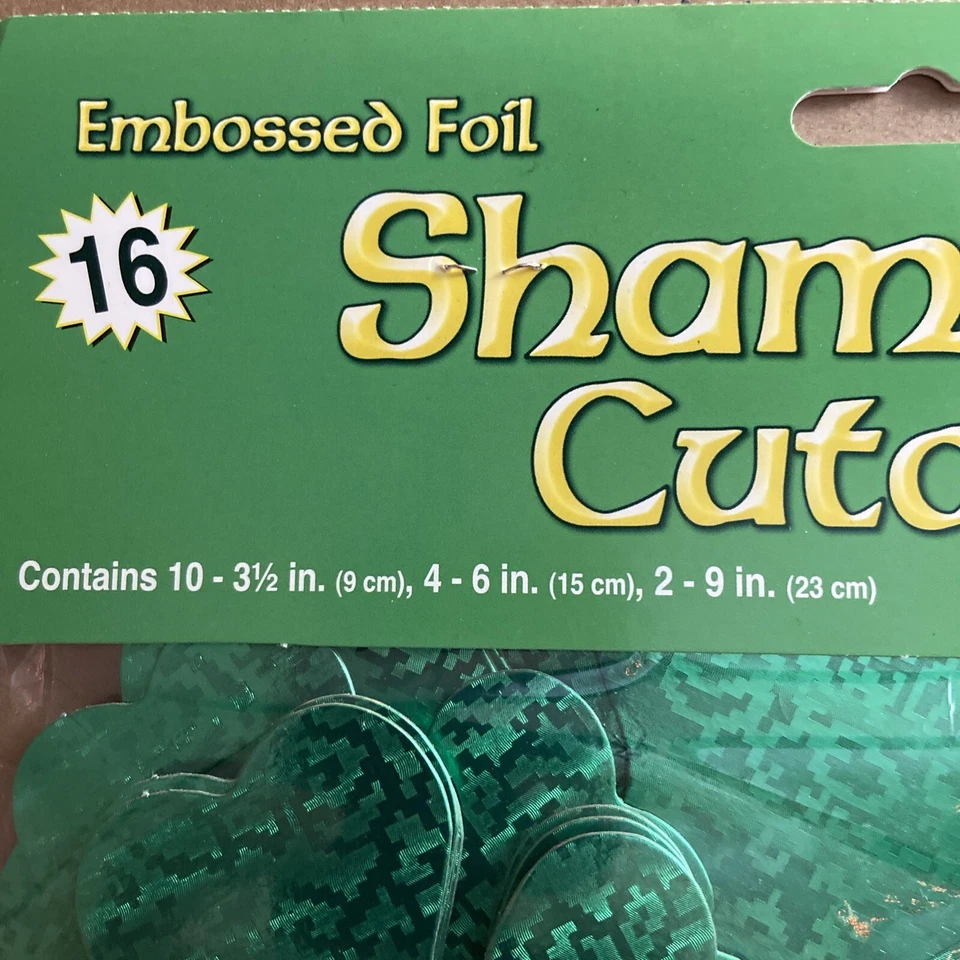 Embossed Foil
16
Sham
Cuto
Contains 10 - 3½ in. (9 cm), 4 - 6 in. (15 cm), 2 - 9 in. (23 cm)